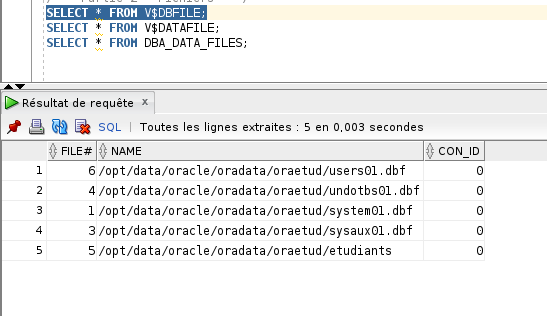 SELECT * FROM V$DBFILE;
SELECT * FROM V$DATAFILE;
SELECT * FROM DBA_DATA_FILES;
Résultat de requête x
SQL | Toutes les lignes extraites : 5 en 0,003 secondes
FILE# NAME CON_ID
1 6 /opt/data/oracle/oradata/oraetud/users01.dbf 0
2 4 /opt/data/oracle/oradata/oraetud/undotbs01.dbf 0
3 1 /opt/data/oracle/oradata/oraetud/system01.dbf 0
4 3 /opt/data/oracle/oradata/oraetud/sysaux01.dbf 0
5 5 /opt/data/oracle/oradata/oraetud/etudiants 0